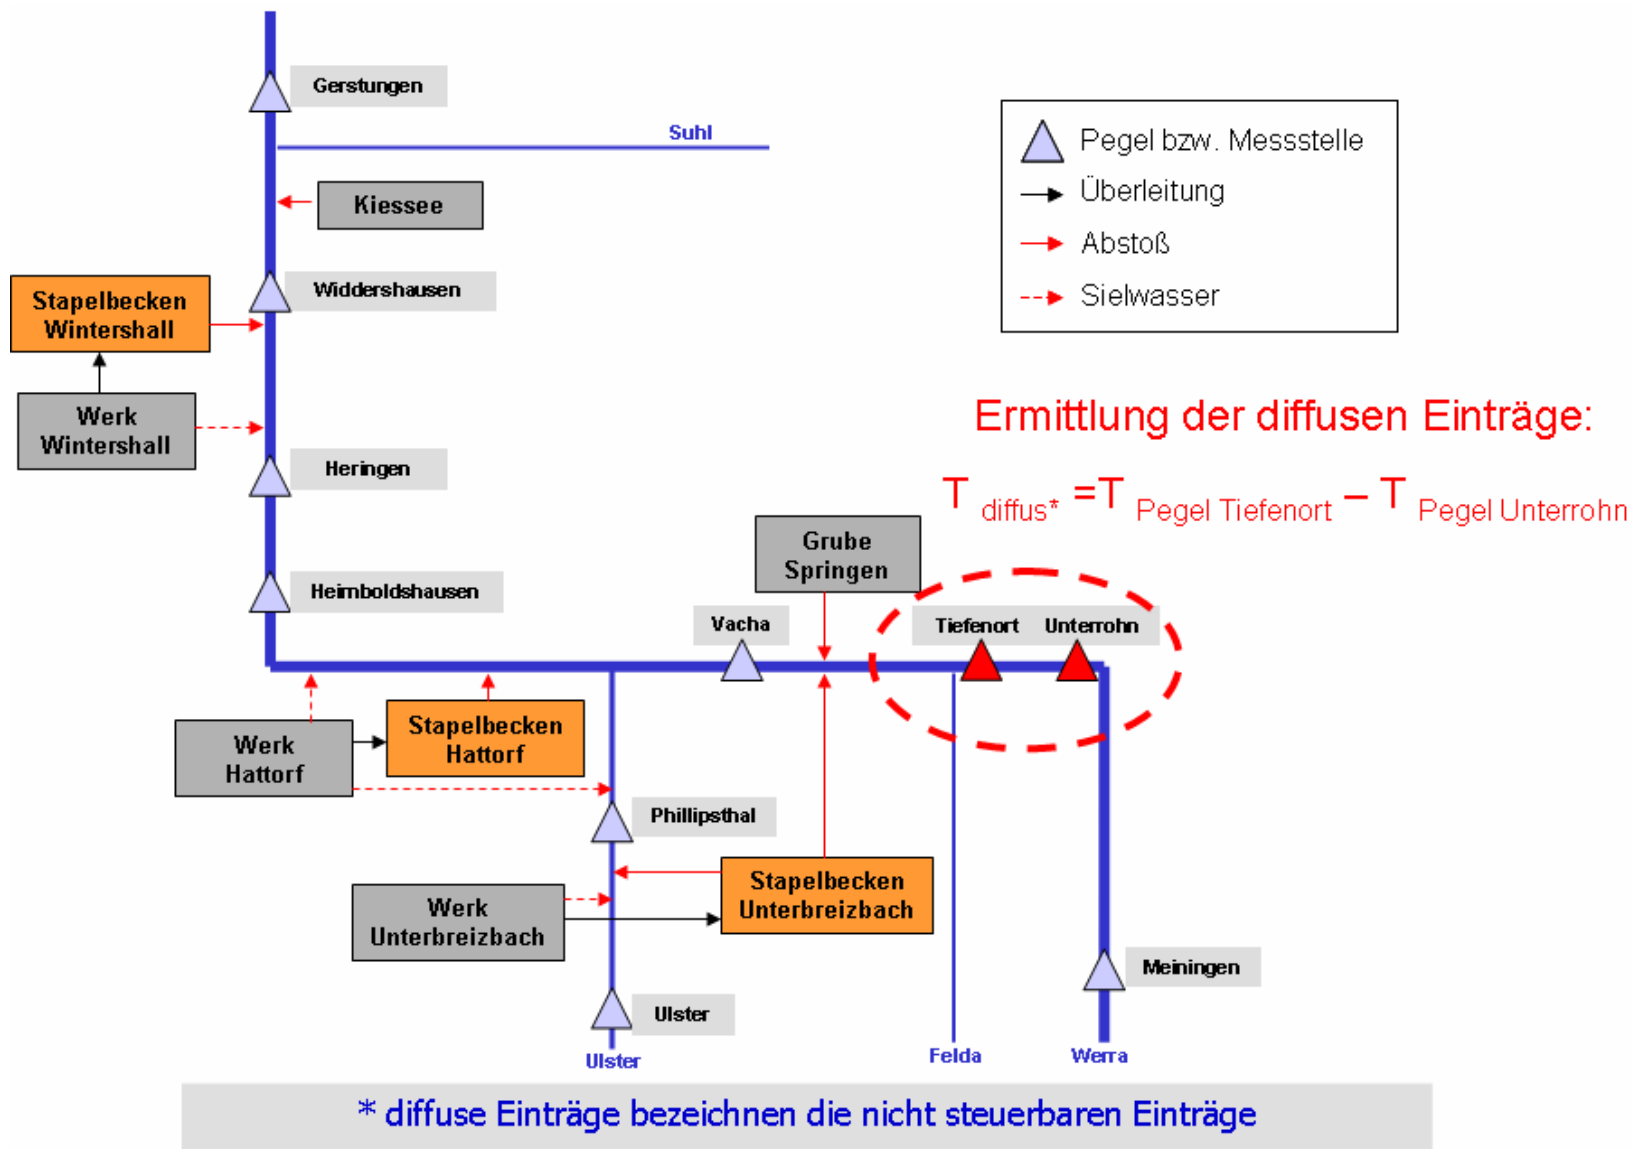 Gerstungen
Suhl
Kiessee
Widdershausen
Stapelbecken
Wintershall
Werk
Wintershall
Heringen
Heimboldshausen
Pegel bzw. Messstelle
Überleitung
Abstoß
Sielwasser
Ermittlung der diffusen Einträge:
T diffus* =T Pegel Tiefenort – T Pegel Unterrohn
Grube
Springen
Vacha
Tiefenort
Unterrohn
Werk
Hattorf
Stapelbecken
Hattorf
Phillipsthal
Stapelbecken
Unterbreizbach
Werk
Unterbreizbach
Meiningen
Ulster
Ulster
Felda
Werra
* diffuse Einträge bezeichnen die nicht steuerbaren Einträge